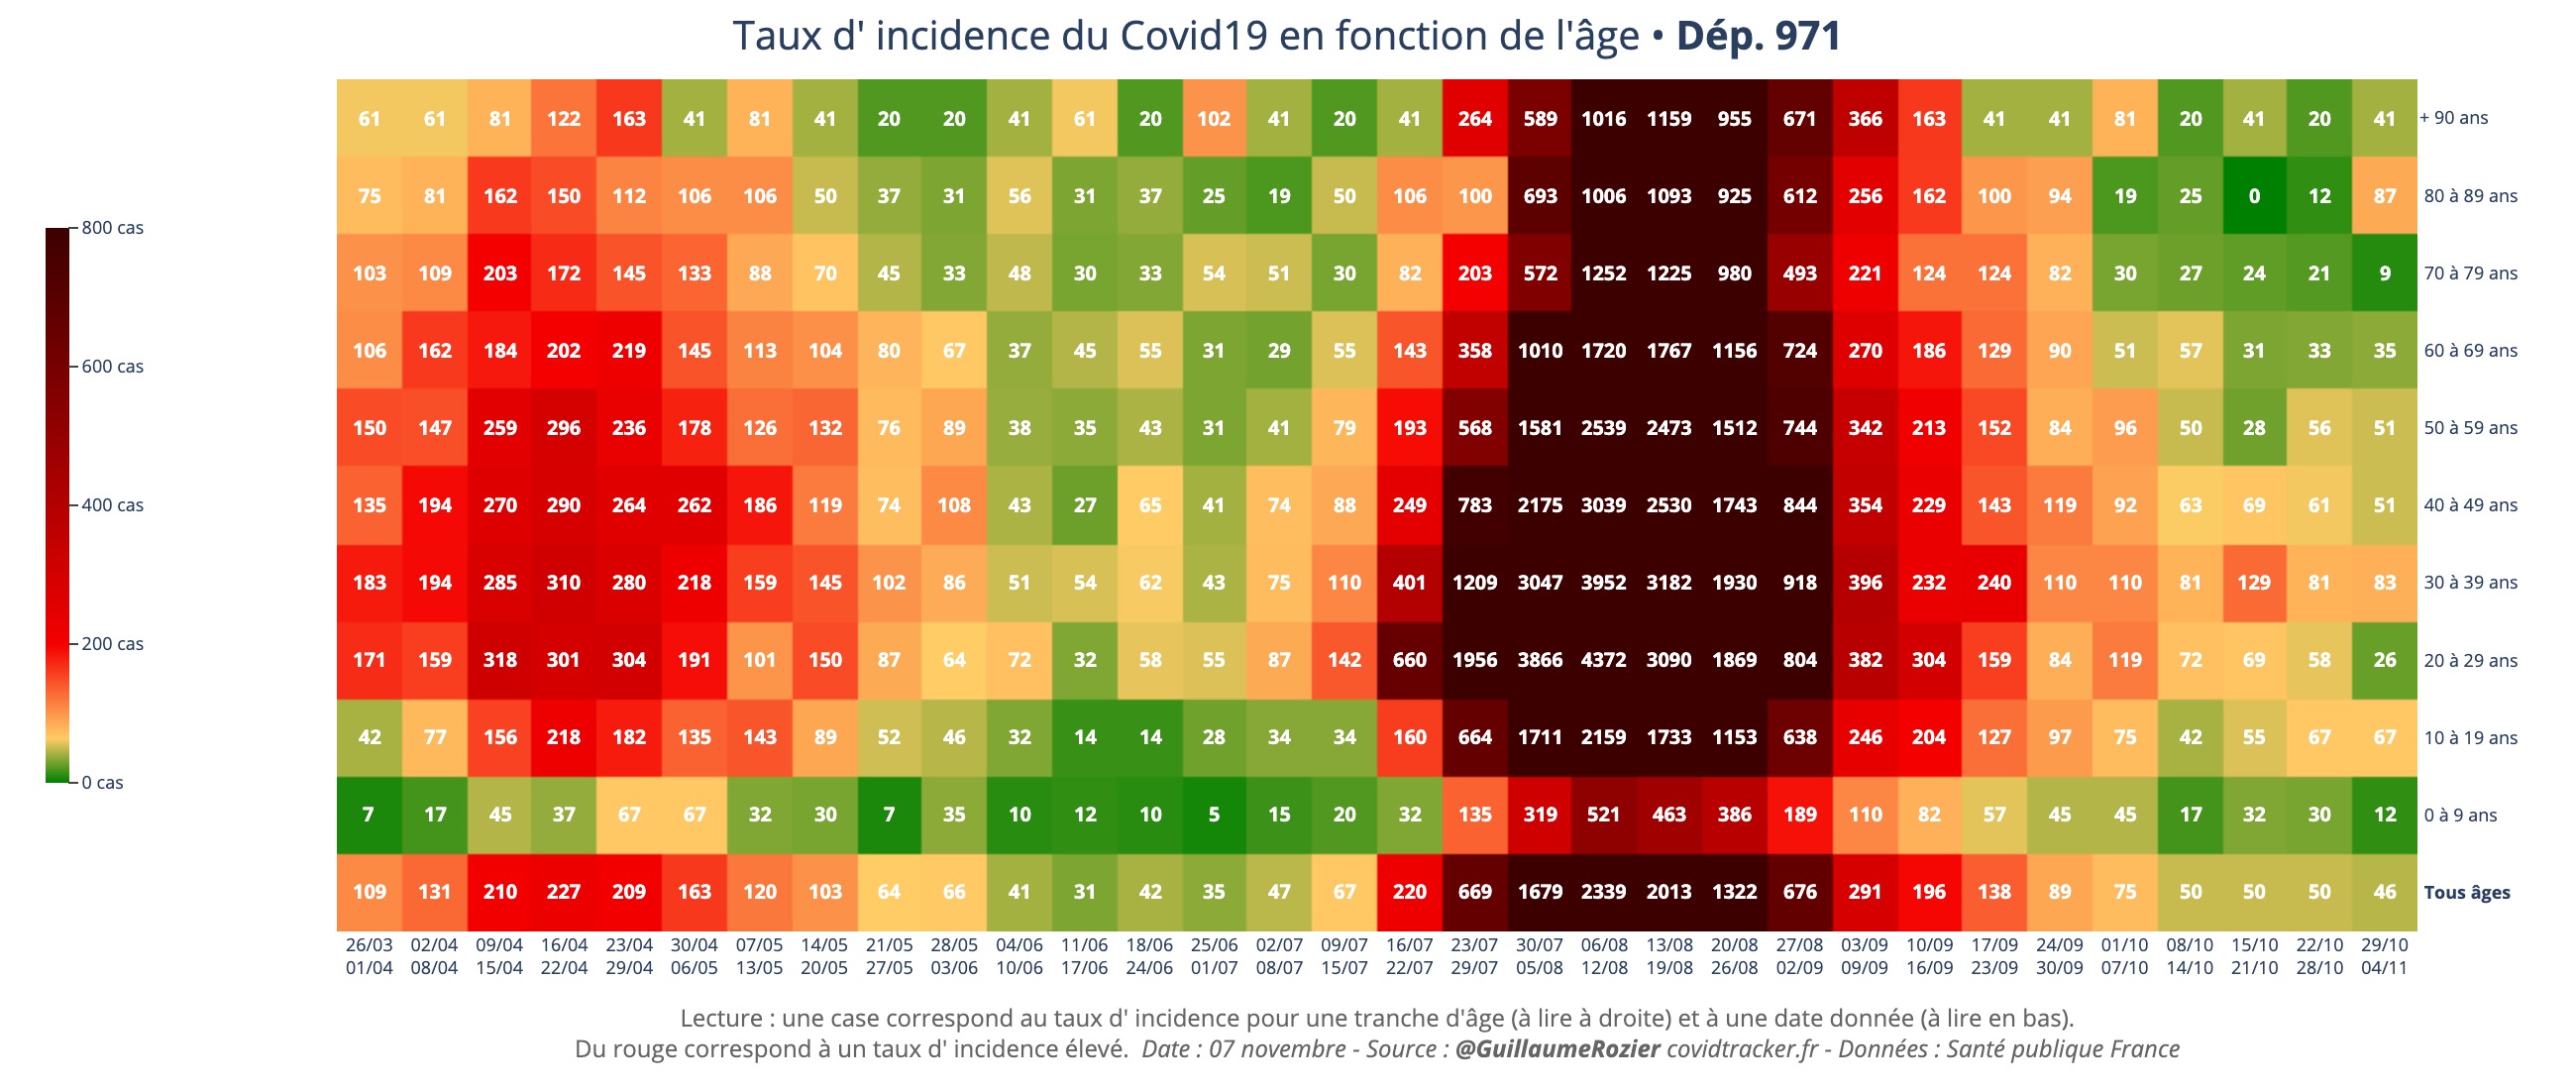 Taux d' incidence du Covid19 en fonction de l'âge • Dép. 971
800 cas
600 cas
400 cas
200 cas
0 cas
61 61 81 122 163 41 81 41 20 20 41 61 20 102 41 20 41 264 589 1016 1159 955 671 366 163 41 41 81 20 41 20 41 + 90 ans
75 81 162 150 112 106 106 50 37 31 56 31 37 25 19 50 106 100 693 1006 1093 925 612 256 162 100 94 19 25 0 12 87 80 à 89 ans
103 109 203 172 145 133 88 70 45 33 48 30 33 54 51 30 82 203 572 1252 1225 980 493 221 124 124 82 30 27 24 21 9 70 à 79 ans
106 162 184 202 219 145 113 104 80 67 37 45 55 31 29 55 143 358 1010 1720 1767 1156 724 270 186 129 90 51 57 31 33 35 60 à 69 ans
150 147 259 296 236 178 126 132 76 89 38 35 43 31 41 79 193 568 1581 2539 2473 1512 744 342 213 152 84 96 50 28 56 51 50 à 59 ans
135 194 270 290 264 262 186 119 74 108 43 27 65 41 74 88 249 783 2175 3039 2530 1743 844 354 229 143 119 92 63 69 61 51 40 à 49 ans
183 194 285 310 280 218 159 145 102 86 51 54 62 43 75 110 401 1209 3047 3952 3182 1930 918 396 232 240 110 110 81 129 81 83 30 à 39 ans
171 159 318 301 304 191 101 150 87 64 72 32 58 55 87 142 660 1956 3866 4372 3090 1869 804 382 304 159 84 119 72 69 58 26 20 à 29 ans
42 77 156 218 182 135 143 89 52 46 32 14 14 28 34 34 160 664 1711 2159 1733 1153 638 246 204 127 97 75 42 55 67 67 10 à 19 ans
7 17 45 37 67 67 32 30 7 35 10 12 10 5 15 20 32 135 319 521 463 386 189 110 82 57 45 45 17 32 30 12 0 à 9 ans
109 131 210 227 209 163 120 103 64 66 41 31 42 35 47 67 220 669 1679 2339 2013 1322 676 291 196 138 89 75 50 50 50 46 Tous âges
26/03 02/04 09/04 16/04 23/04 30/04 07/05 14/05 21/05 28/05 04/06 11/06 18/06 25/06 02/07 09/07 16/07 23/07 30/07 06/08 13/08 20/08 27/08 03/09 10/09 17/09 24/09 01/10 08/10 15/10 22/10 29/10
01/04 08/04 15/04 22/04 29/04 06/05 13/05 20/05 27/05 03/06 10/06 17/06 24/06 01/07 08/07 15/07 22/07 29/07 05/08 12/08 19/08 26/08 02/09 09/09 16/09 23/09 30/09 07/10 14/10 21/10 28/10 04/11
Lecture : une case correspond au taux d' incidence pour une tranche d'âge (à lire à droite) et à une date donnée (à lire en bas).
Du rouge correspond à un taux d' incidence élevé. Date : 07 novembre - Source : @GuillaumeRozier covidtracker.fr - Données : Santé publique France